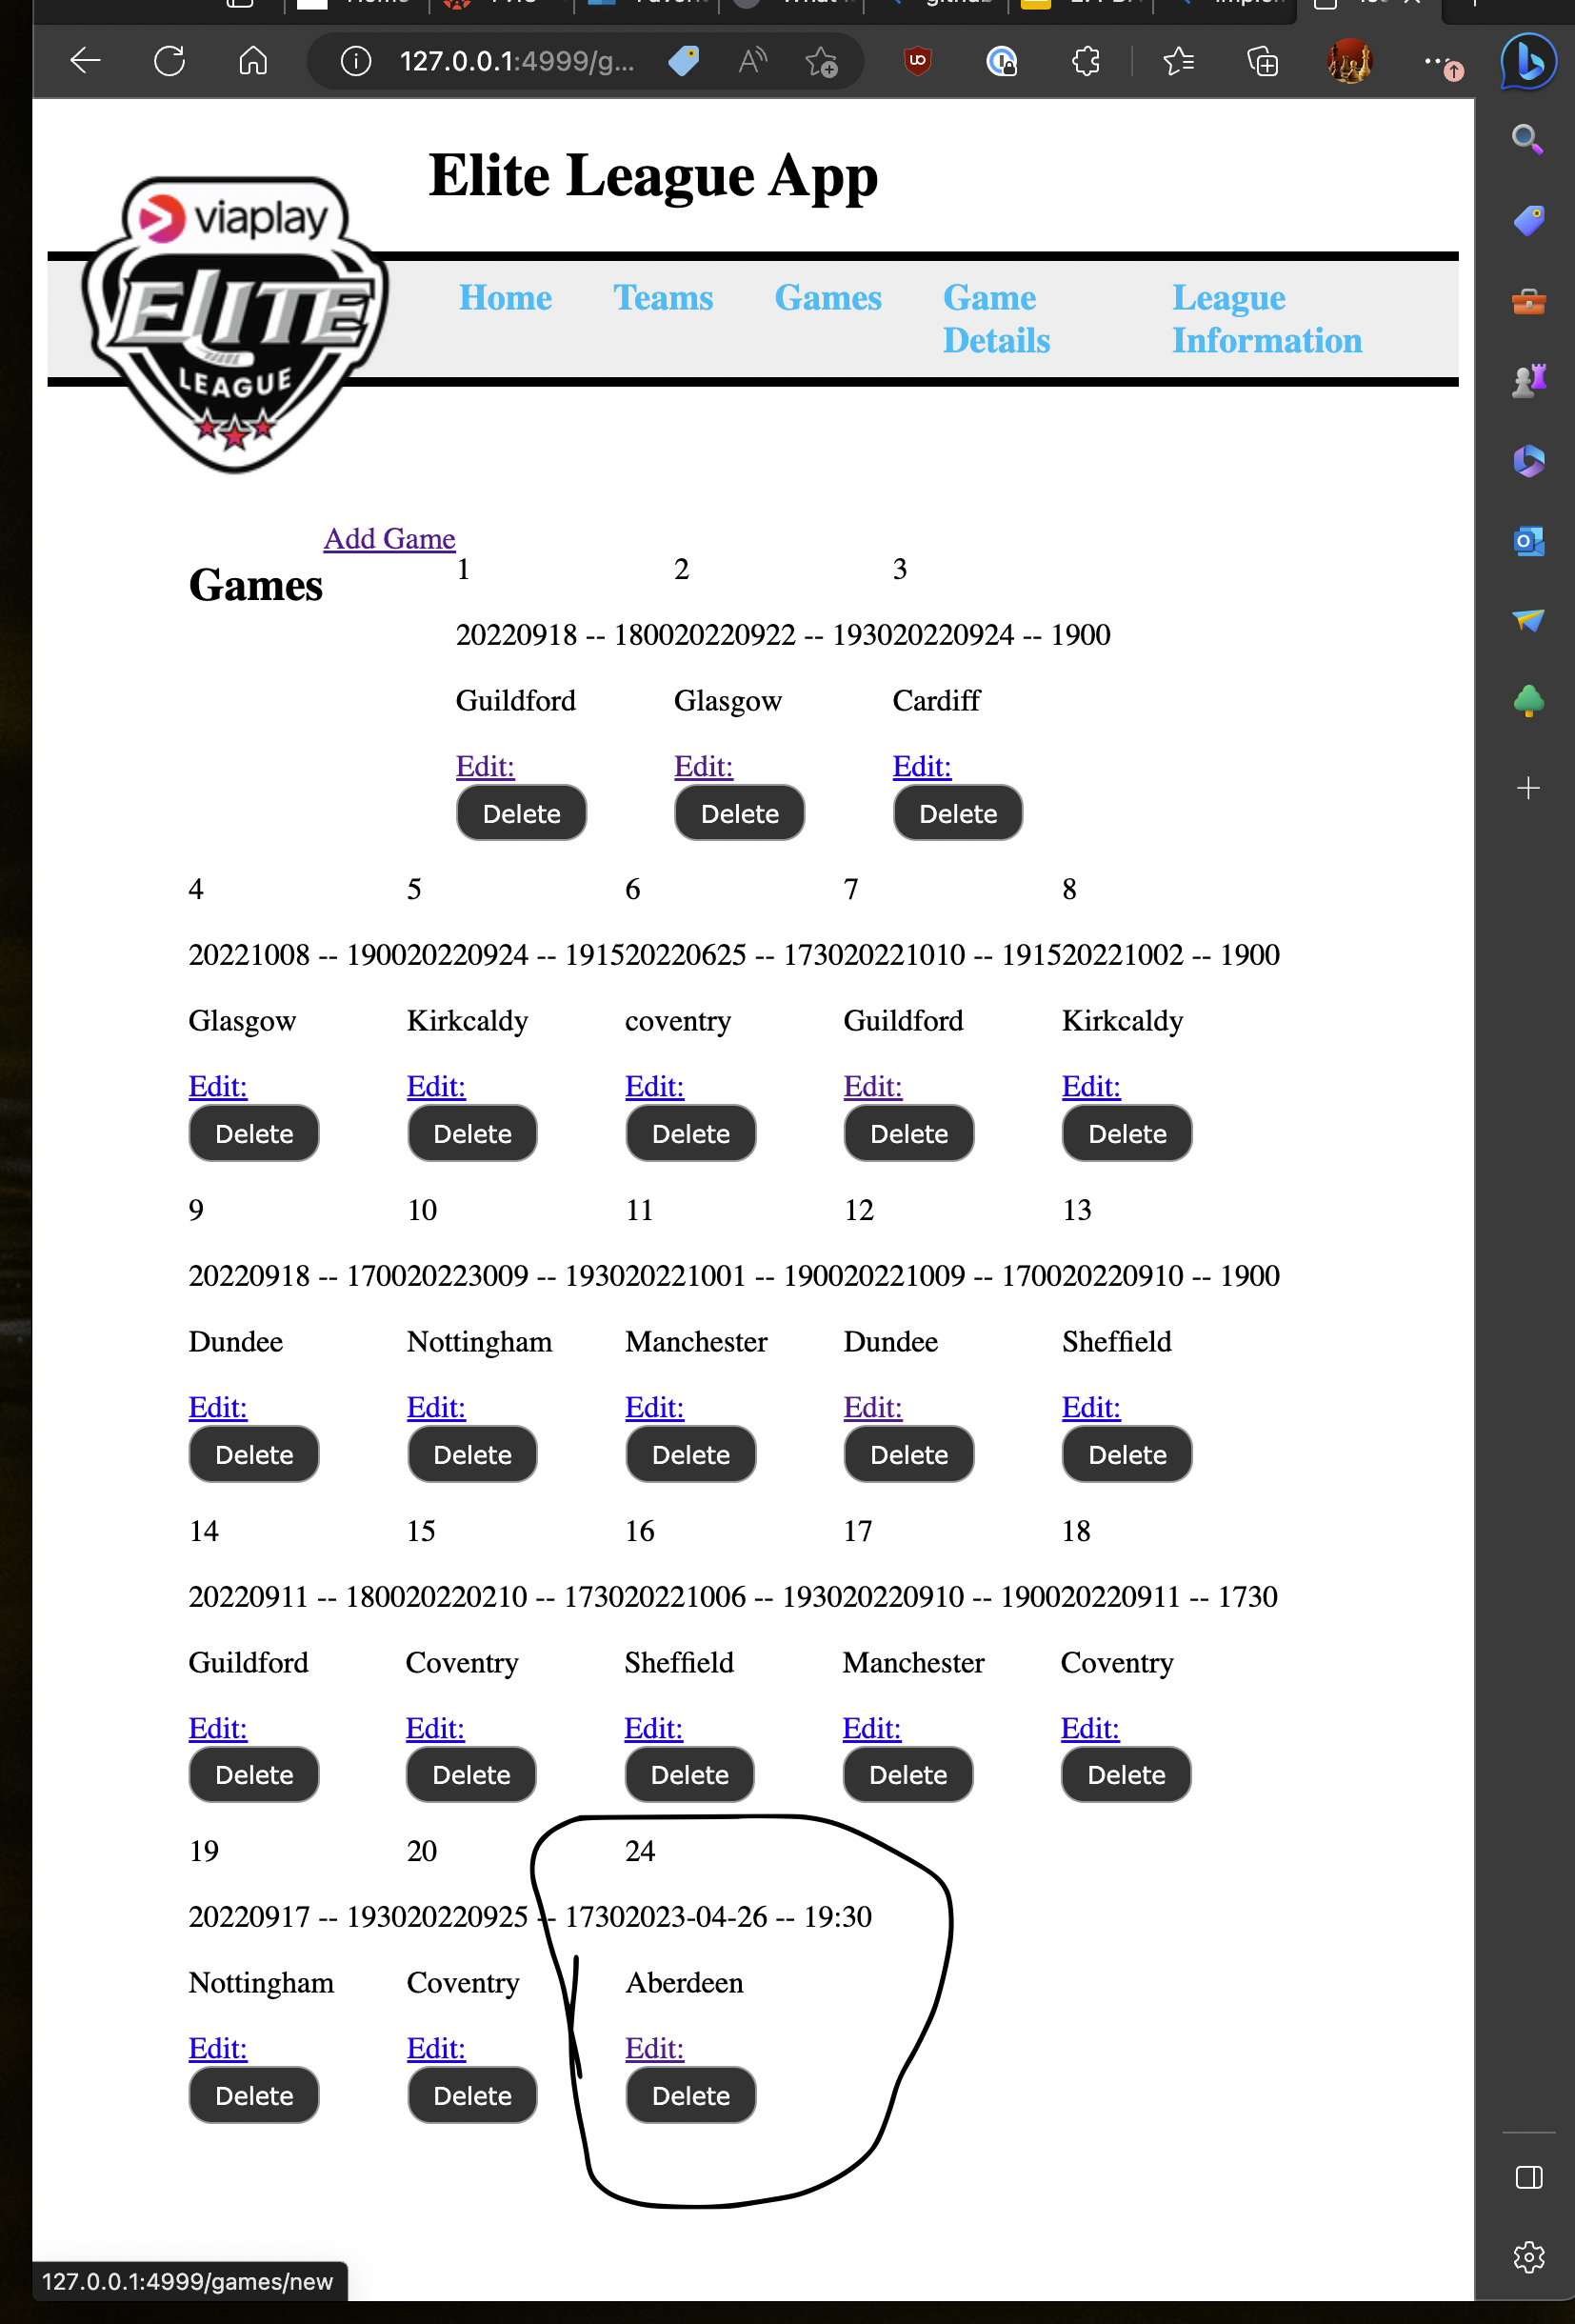 127.0.0.1:4999/g...
Elite League App
viaplay
ELITE
LEAGUE
Home Teams Games Game Details League Information
Add Game
Games
1 2 3
20220918 -- 180020220922 -- 193020220924 -- 1900
Guildford Glasgow Cardiff
Edit: Edit: Edit:
Delete Delete Delete
4 5 6 7 8
20221008 -- 190020220924 -- 191520220625 -- 173020221010 -- 191520221002 -- 1900
Glasgow Kirkcaldy coventry Guildford Kirkcaldy
Edit: Edit: Edit: Edit: Edit:
Delete Delete Delete Delete Delete
9 10 11 12 13
20220918 -- 170020223009 -- 193020221001 -- 190020221009 -- 170020220910 -- 1900
Dundee Nottingham Manchester Dundee Sheffield
Edit: Edit: Edit: Edit: Edit:
Delete Delete Delete Delete Delete
14 15 16 17 18
20220911 -- 180020220210 -- 173020221006 -- 193020220910 -- 190020220911 -- 1730
Guildford Coventry Sheffield Manchester Coventry
Edit: Edit: Edit: Edit: Edit:
Delete Delete Delete Delete Delete
19 20 24
20220917 -- 193020220925 -- 17302023-04-26 -- 19:30
Nottingham Coventry Aberdeen
Edit: Edit: Edit:
Delete Delete Delete
127.0.0.1:4999/games/new